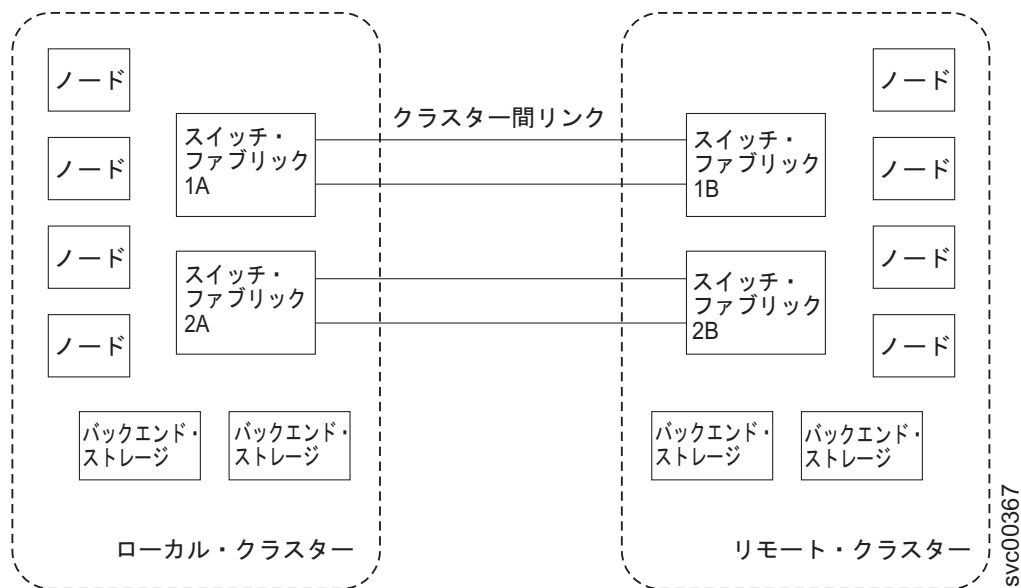 ノード
ノード
ノード
ノード
スイッチ・
ファブリック
1A
スイッチ・
ファブリック
2A
バックエンド・
ストレージ
バックエンド・
ストレージ
ローカル・クラスター
クラスター間リンク
スイッチ・
ファブリック
1B
スイッチ・
ファブリック
2B
ノード
ノード
ノード
ノード
バックエンド・
ストレージ
バックエンド・
ストレージ
リモート・クラスター
svc00367